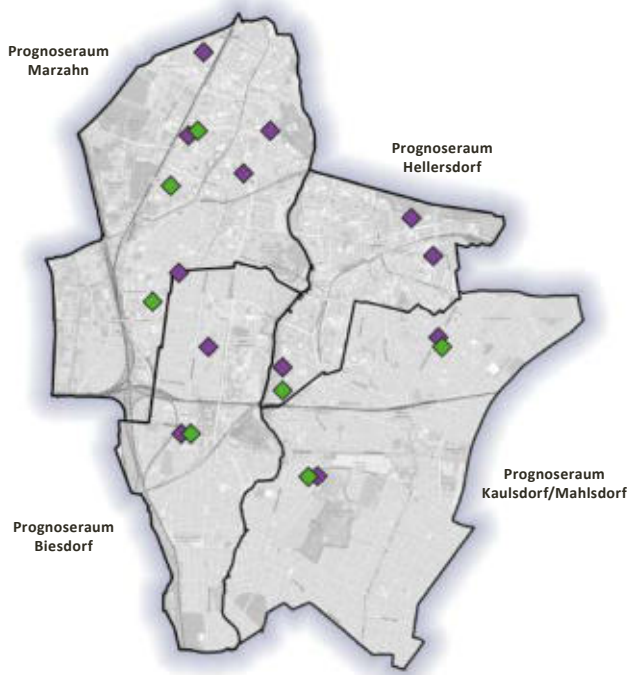 Prognoseraum
Marzahn
Prognoseraum
Hellersdorf
Prognoseraum
Kaulsdorf/Mahlsdorf
Prognoseraum
Biesdorf